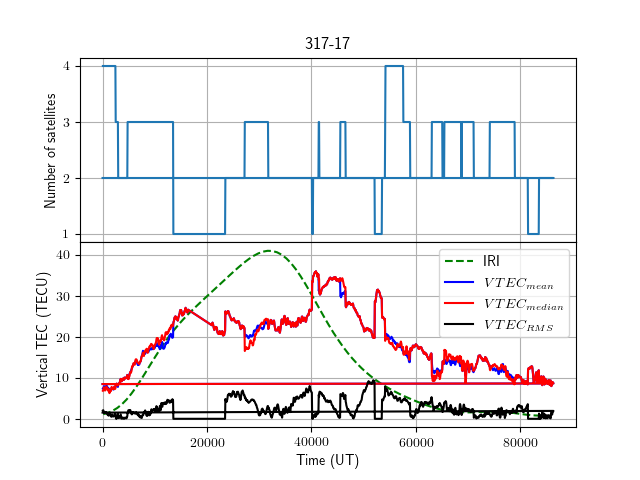 317-17
Number of satellites
4
3
2
1
Vertical TEC (TECU)
40
30
20
10
0
IRI
VTEC_mean
VTEC_median
VTEC_RMS
0 20000 40000 60000 80000
Time (UT)